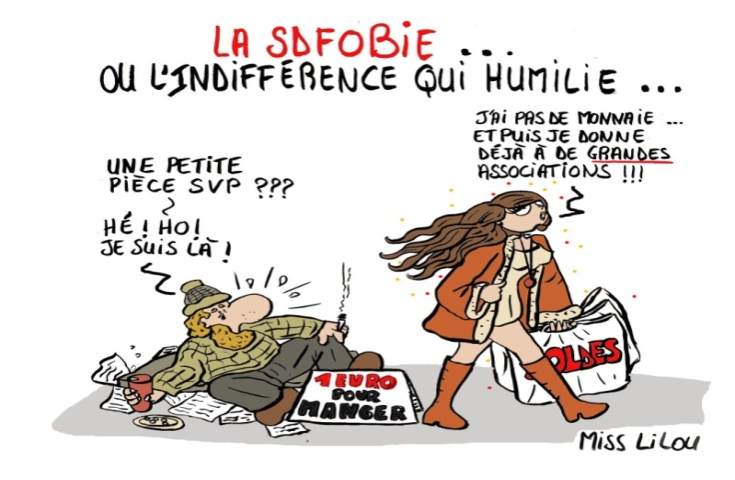 LA SDFOBIE ...
OU L'INDIFFÉRENCE QUI HUMILIE ...
J'AI PAS DE MONNAIE ...
ET PUIS JE DONNE
DÉJÀ À DE GRANDES
ASSOCIATIONS !!!
UNE PETITE
PIÈCE SVP ???
HÉ ! HO !
JE SUIS LÀ !
1 EURO
POUR
MANGER
OLDES
MISS LILOU